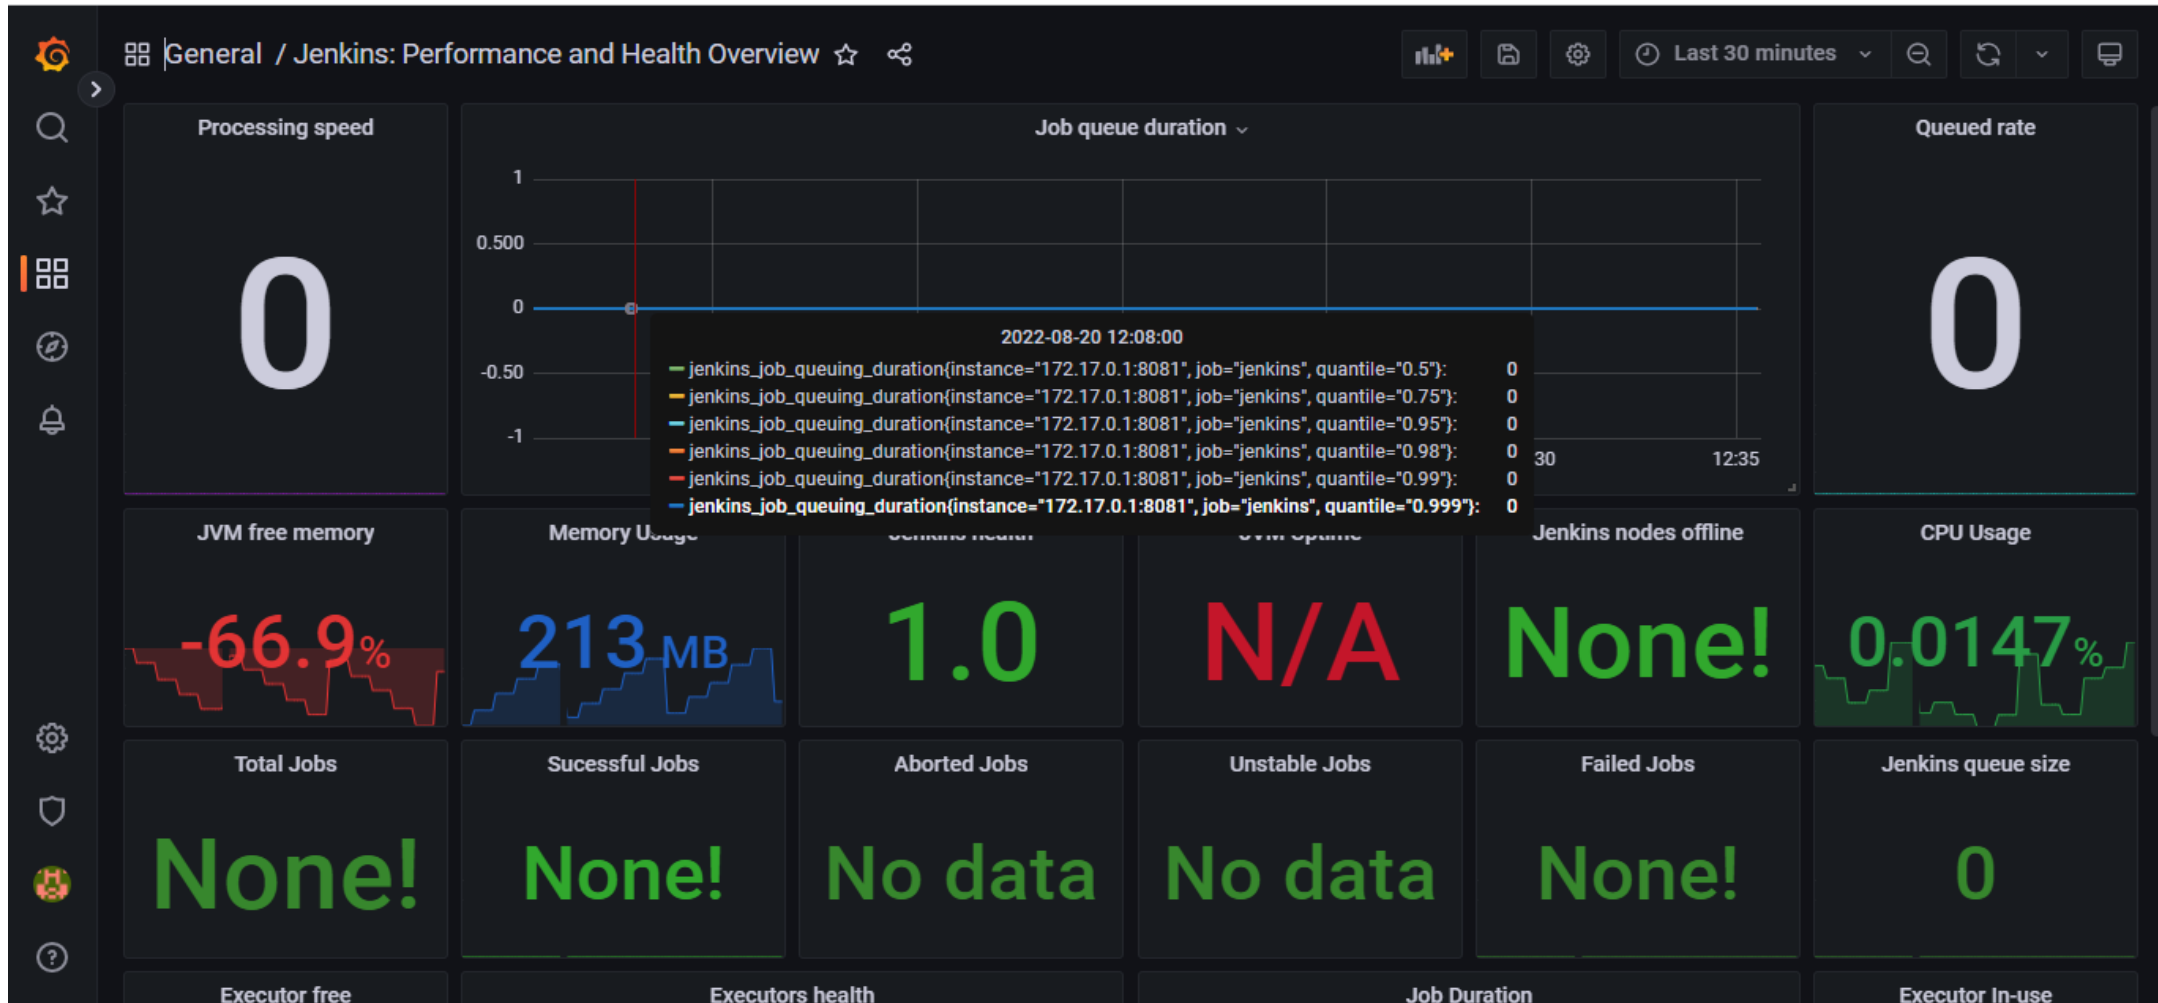 General / Jenkins: Performance and Health Overview
Last 30 minutes
Processing speed
0
Job queue duration
1
0.500
0
-0.50
-1
30
12:35
2022-08-20 12:08:00
jenkins_job_queuing_duration{instance="172.17.0.1:8081", job="jenkins", quantile="0.5"}: 0
jenkins_job_queuing_duration{instance="172.17.0.1:8081", job="jenkins", quantile="0.75"}: 0
jenkins_job_queuing_duration{instance="172.17.0.1:8081", job="jenkins", quantile="0.95"}: 0
jenkins_job_queuing_duration{instance="172.17.0.1:8081", job="jenkins", quantile="0.98"}: 0
jenkins_job_queuing_duration{instance="172.17.0.1:8081", job="jenkins", quantile="0.99"}: 0
jenkins_job_queuing_duration{instance="172.17.0.1:8081", job="jenkins", quantile="0.999"}: 0
Queued rate
0
JVM free memory
-66.9%
Memory Usage
213 MB
Jenkins health
1.0
JVM Uptime
N/A
Jenkins nodes offline
None!
CPU Usage
0.0147%
Total Jobs
None!
Sucessful Jobs
None!
Aborted Jobs
No data
Unstable Jobs
No data
Failed Jobs
None!
Jenkins queue size
0
Executor free
Executors health
Job Duration
Executor In-use